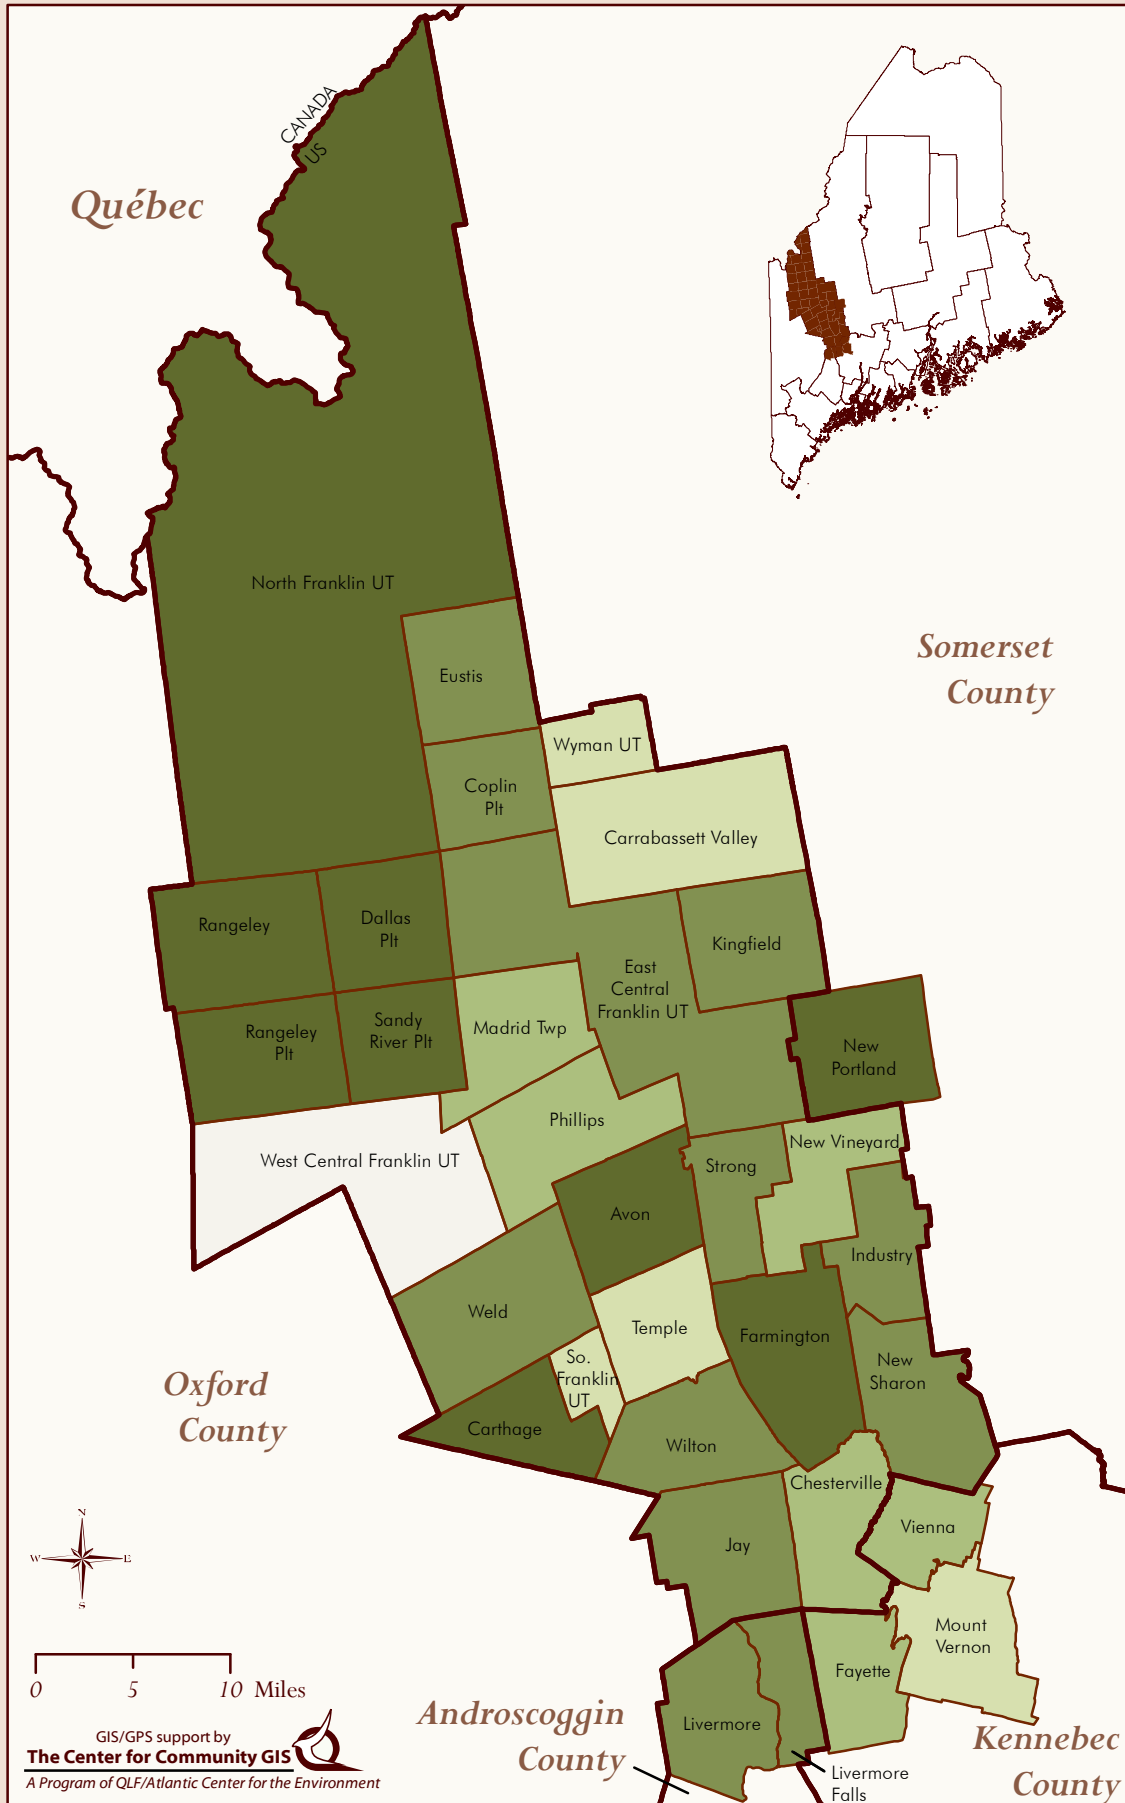 CANADA
US
Québec
North Franklin UT
Somerset
County
Eustis
Wyman UT
Coplin
Plt
Carrabassett Valley
Rangeley
Dallas
Plt
Kingfield
East
Central
Franklin UT
Rangeley
Plt
Sandy
River Plt
Madrid Twp
New
Portland
Phillips
West Central Franklin UT
New Vineyard
Strong
Avon
Industry
Weld
Temple
Farmington
So.
Franklin
UT
New
Sharon
Oxford
County
Carthage
Wilton
Chesterville
Vienna
Jay
N
W
E
S
Mount
Vernon
Fayette
0 5 10 Miles
Livermore
Androscoggin
County
Kennebec
County
Livermore
Falls
GIS/GPS support by
The Center for Community GIS
A Program of QLF/Atlantic Center for the Environment